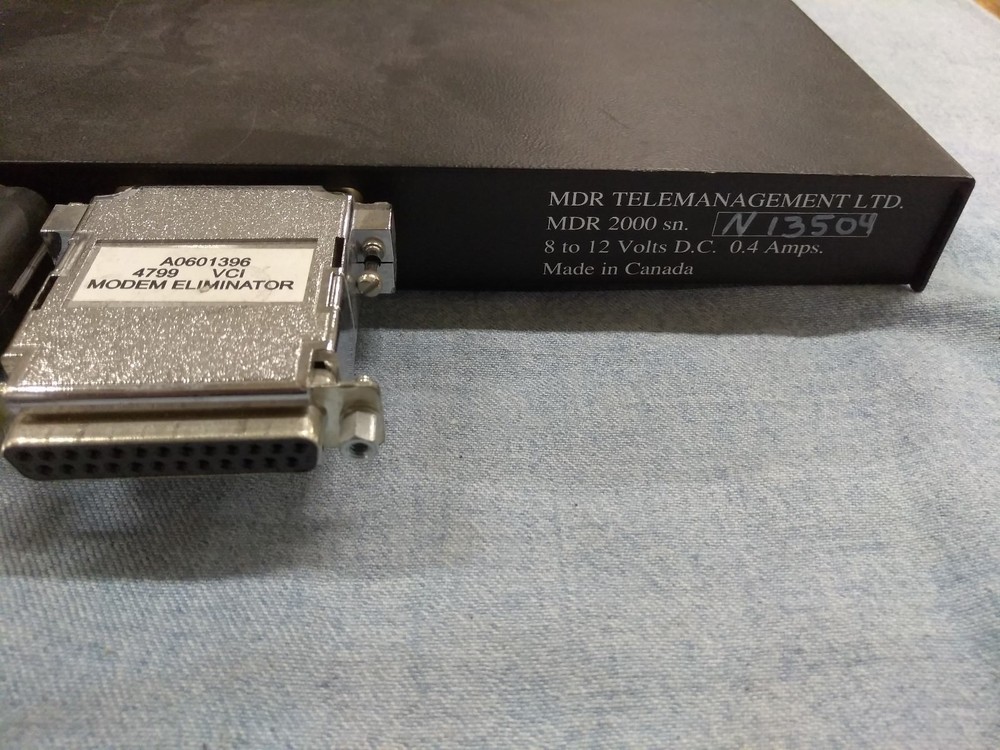 A0601396
4799 VCI
MODEM ELIMINATOR
MDR TELEMANAGEMENT LTD.
MDR 2000 sn. N 13504
8 to 12 Volts D.C. 0.4 Amps.
Made in Canada